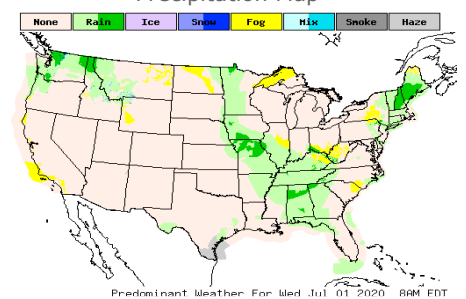 Precipitation Map
None Rain Ice Snow Fog Mix Smoke Haze
Predominant Weather For Wed Jul 01 2020 8AM EDT